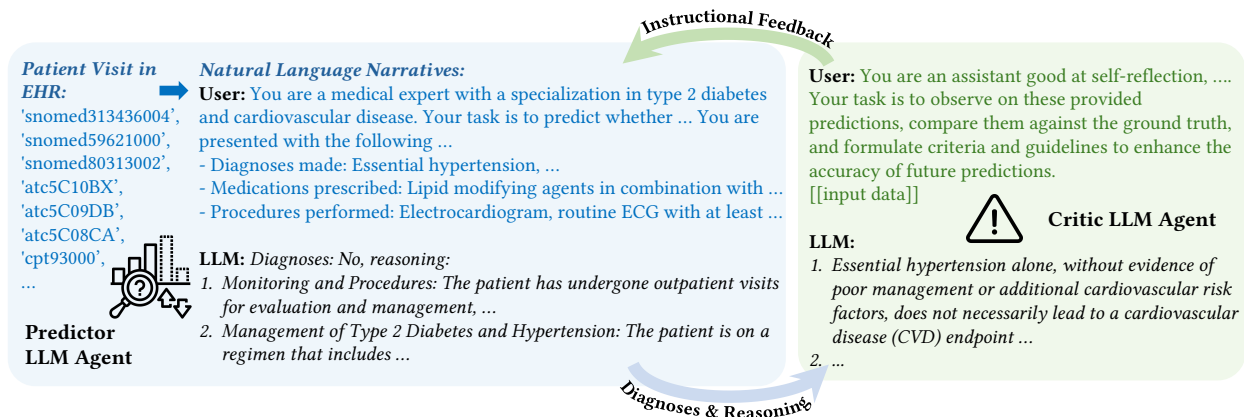 Instructional Feedback
Patient Visit in
EHR:
'snomed313436004',
'snomed59621000',
'snomed80313002',
'atc5C10BX',
'atc5C09DB',
'atc5C08CA',
'cpt93000',
...
Predictor
LLM Agent
Natural Language Narratives:
User: You are a medical expert with a specialization in type 2 diabetes
and cardiovascular disease. Your task is to predict whether ... You are
presented with the following ...
- Diagnoses made: Essential hypertension, ...
- Medications prescribed: Lipid modifying agents in combination with ...
- Procedures performed: Electrocardiogram, routine ECG with at least ...
LLM: Diagnoses: No, reasoning:
1. Monitoring and Procedures: The patient has undergone outpatient visits
for evaluation and management, ...
2. Management of Type 2 Diabetes and Hypertension: The patient is on a
regimen that includes ...
User: You are an assistant good at self-reflection, ....
Your task is to observe on these provided
predictions, compare them against the ground truth,
and formulate criteria and guidelines to enhance the
accuracy of future predictions.
[[input data]]
Critic LLM Agent
LLM:
1. Essential hypertension alone, without evidence of
poor management or additional cardiovascular risk
factors, does not necessarily lead to a cardiovascular
disease (CVD) endpoint ...
2. ...
Diagnoses & Reasoning